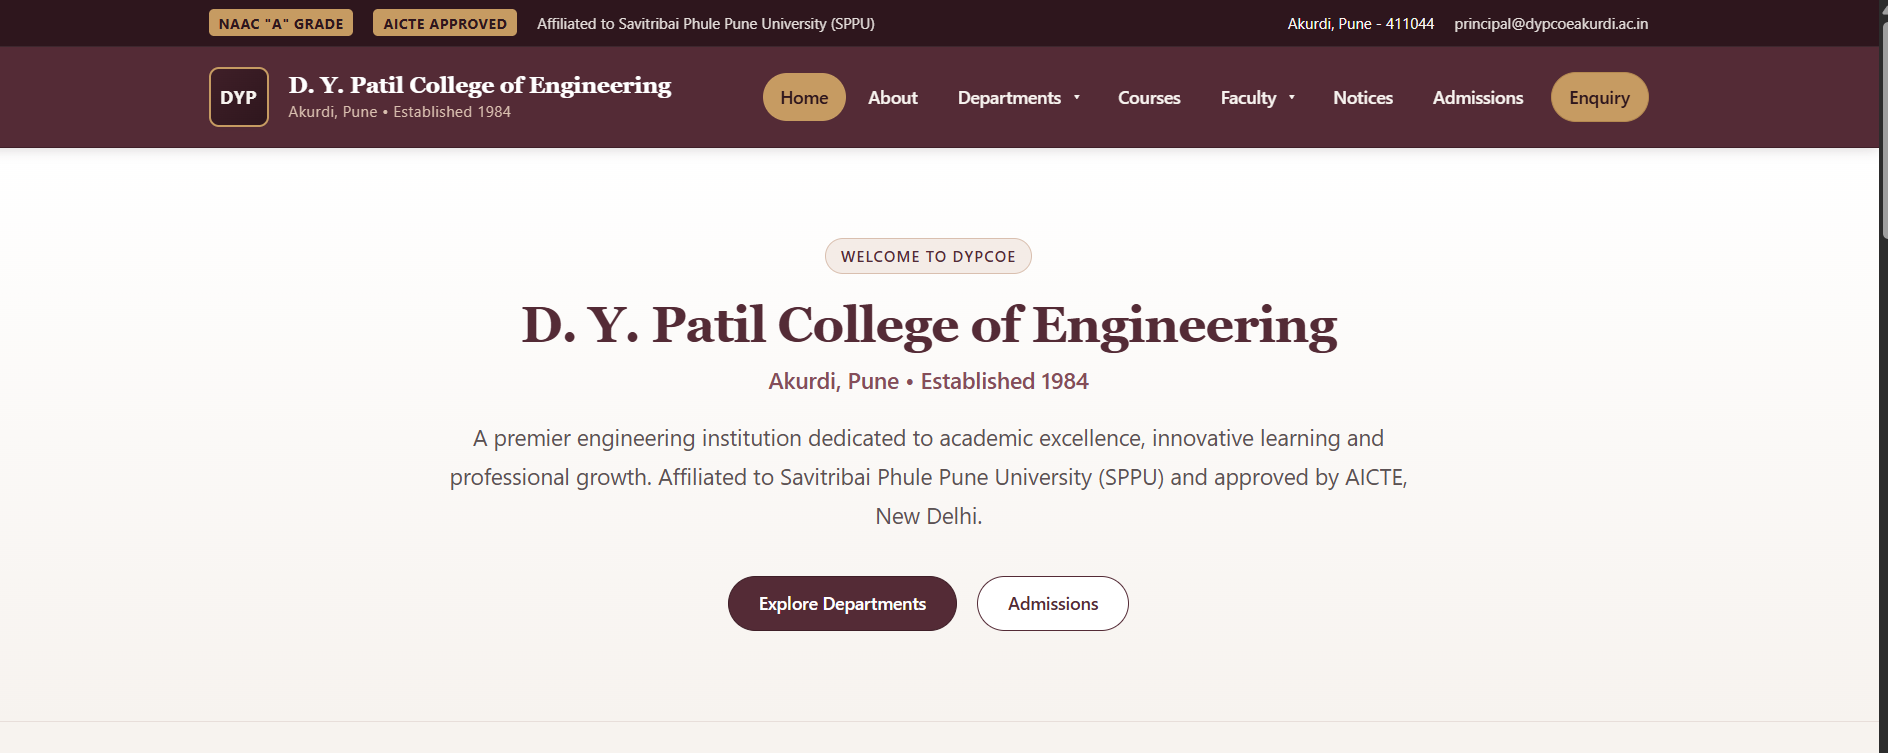 NAAC "A" GRADE
AICTE APPROVED
Affiliated to Savitribai Phule Pune University (SPPU)
Akurdi, Pune - 411044
principal@dypcoeakurdi.ac.in
DYP
D. Y. Patil College of Engineering
Akurdi, Pune • Established 1984
Home
About
Departments
Courses
Faculty
Notices
Admissions
Enquiry
WELCOME TO DYPCOE
D. Y. Patil College of Engineering
Akurdi, Pune • Established 1984
A premier engineering institution dedicated to academic excellence, innovative learning and
professional growth. Affiliated to Savitribai Phule Pune University (SPPU) and approved by AICTE,
New Delhi.
Explore Departments
Admissions